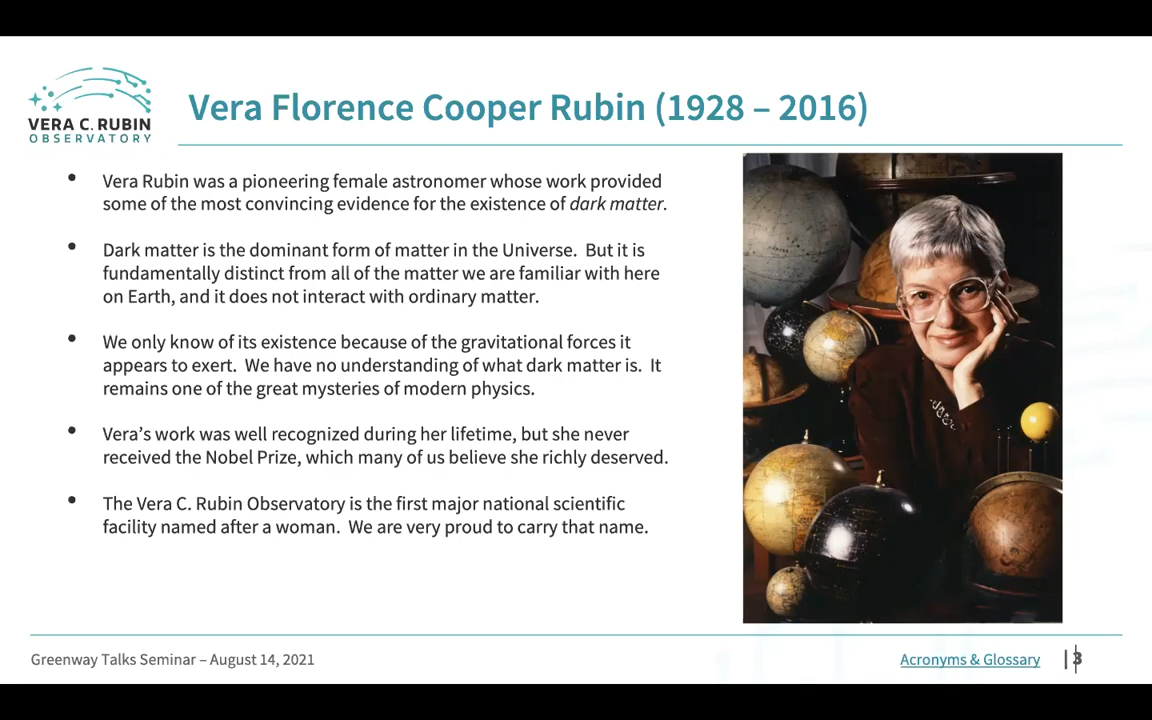 VERA C. RUBIN
OBSERVATORY
Vera Florence Cooper Rubin (1928 – 2016)
• Vera Rubin was a pioneering female astronomer whose work provided
some of the most convincing evidence for the existence of dark matter.
• Dark matter is the dominant form of matter in the Universe.  But it is
fundamentally distinct from all of the matter we are familiar with here
on Earth, and it does not interact with ordinary matter.
• We only know of its existence because of the gravitational forces it
appears to exert.  We have no understanding of what dark matter is.  It
remains one of the great mysteries of modern physics.
• Vera’s work was well recognized during her lifetime, but she never
received the Nobel Prize, which many of us believe she richly deserved.
• The Vera C. Rubin Observatory is the first major national scientific
facility named after a woman.  We are very proud to carry that name.
Greenway Talks Seminar – August 14, 2021
Acronyms & Glossary | 3